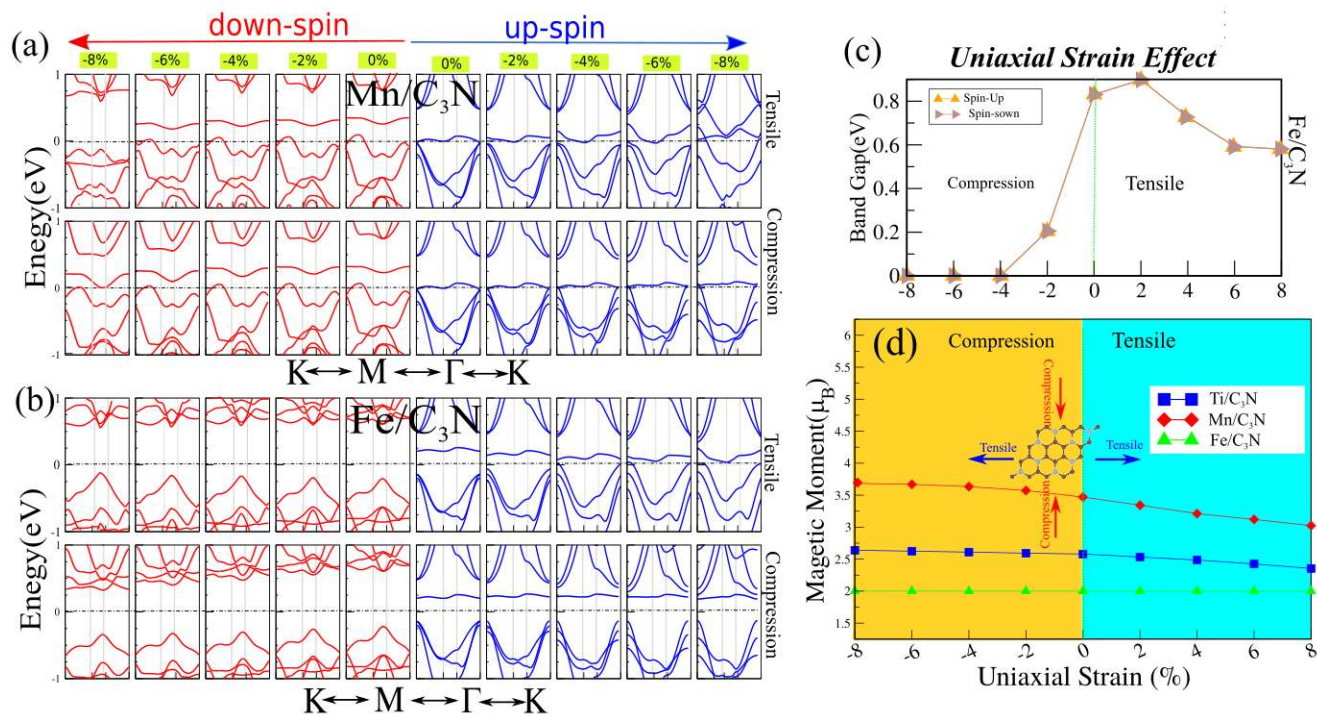 (a)
down-spin
up-spin
-8%
-6%
-4%
-2%
0%
0%
-2%
-4%
-6%
-8%
1
0
-1
1
0
-1
Enegy(eV)
Mn/C₃N
Tensile
Compression
K M Γ K
(b)
1
0
-1
1
0
-1
Energy(eV)
Fe/C₃N
Tensile
Compression
K M Γ K
(c)
Uniaxial Strain Effect
Spin-Up
Spin-sown
Compression
Tensile
Band Gap(eV)
0.8
0.6
0.4
0.2
0
-8 -6 -4 -2 0 2 4 6 8
Fe/C₃N
(d)
Compression
Tensile
Ti/C₃N
Mn/C₃N
Fe/C₃N
Compression
Tensile
Tensile
Compression
Magetic Moment(μB)
6
5.5
5
4.5
4
3.5
3
2.5
2
1.5
-8 -6 -4 -2 0 2 4 6 8
Uniaxial Strain (%)